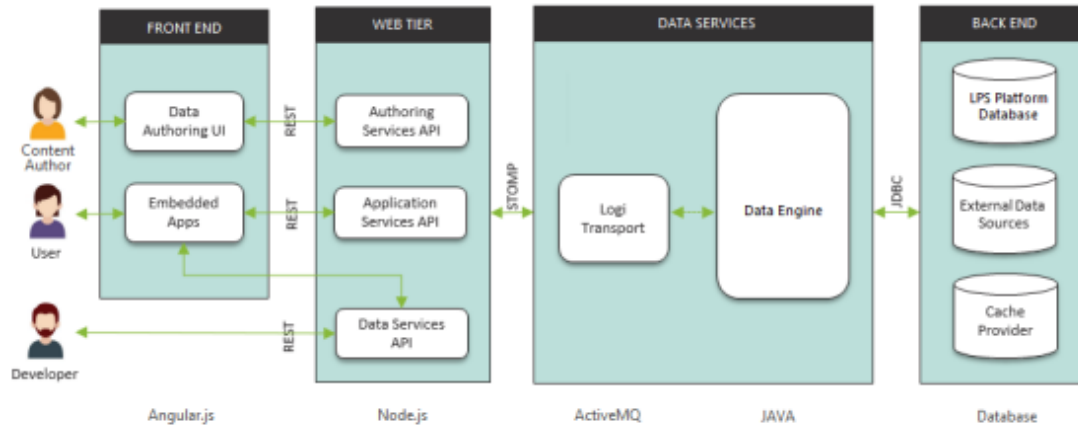 FRONT END
WEB TIER
DATA SERVICES
BACK END
Content
Author
Data
Authoring UI
REST
Authoring
Services API
LPS Platform
Database
User
Embedded
Apps
REST
Application
Services API
STOMP
Logi
Transport
Data Engine
JDBC
External Data
Sources
Developer
REST
Data Services
API
Cache
Provider
Angular.js
Node.js
ActiveMQ
JAVA
Database